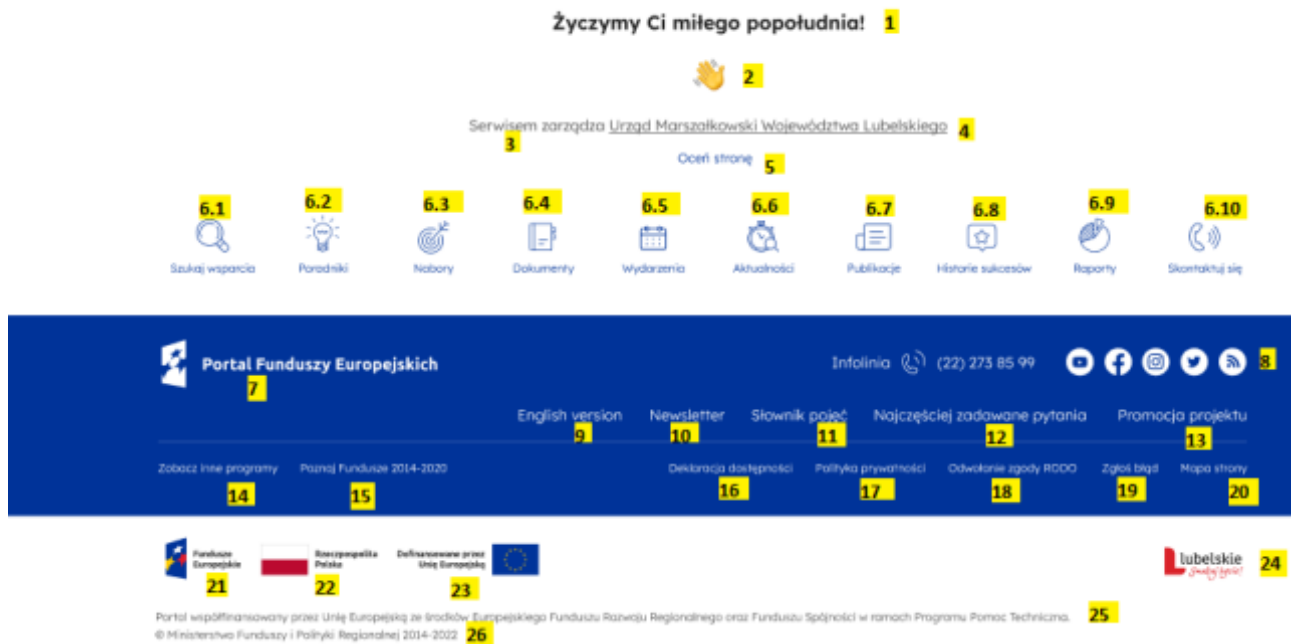 Życzymy Ci miłego popołudnia! 1
2
Serwisem zarządza Urząd Marszałkowski Województwa Lubelskiego 4
3
Oceń stronę 5
6.1 6.2 6.3 6.4 6.5 6.6 6.7 6.8 6.9 6.10
Szukaj wsparcia Poradniki Nabory Dokumenty Wydarzenia Aktualności Publikacje Historie sukcesów Raporty Skontaktuj się
Portal Funduszy Europejskich Infolinia (22) 273 85 99 8
7
English version Newsletter Słownik pojęć Najczęściej zadawane pytania Promocja projektu
9 10 11 12 13
Zobacz inne programy Poznaj Fundusze 2014-2020 Deklaracja dostępności Polityka prywatności Odwołanie zgody RODO Zgłoś błąd Mapa strony
14 15 16 17 18 19 20
Fundusze Europejskie Rzeczpospolita Polska Dofinansowane przez Unię Europejską lubelskie Smakuj życie! 24
21 22 23
Portal współfinansowany przez Unię Europejską ze środków Europejskiego Funduszu Rozwoju Regionalnego oraz Funduszu Spójności w ramach Programu Pomoc Techniczna. 25
© Ministerstwo Funduszy i Polityki Regionalnej 2014-2022 26